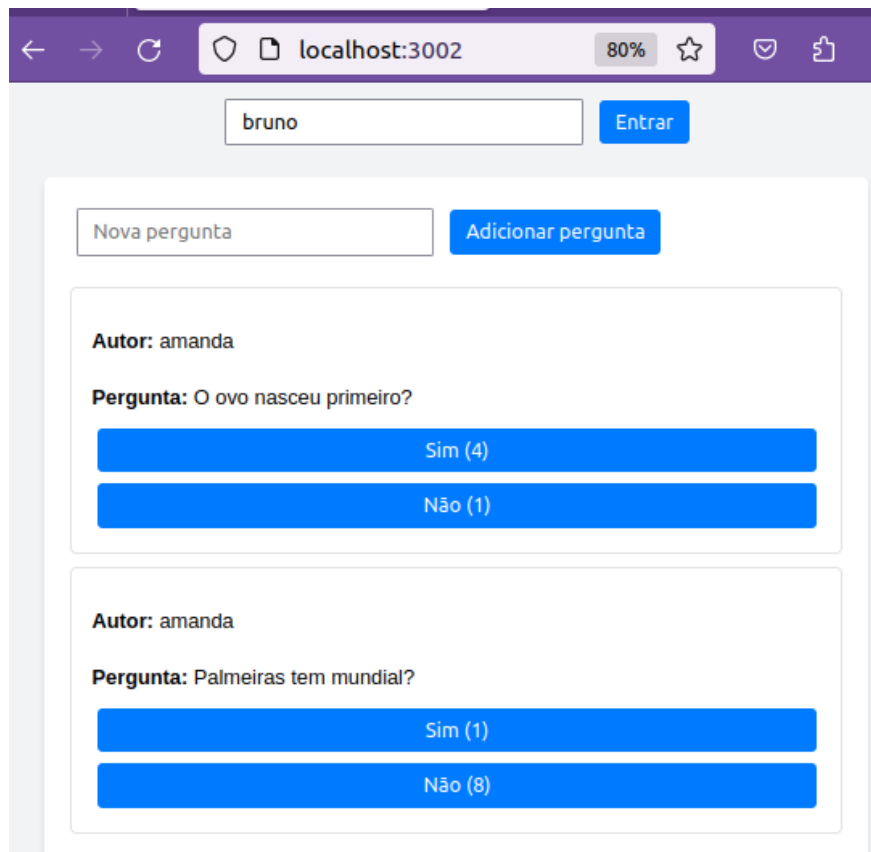 localhost:3002
80%
bruno
Entrar
Nova pergunta
Adicionar pergunta
Autor: amanda
Pergunta: O ovo nasceu primeiro?
Sim (4)
Não (1)
Autor: amanda
Pergunta: Palmeiras tem mundial?
Sim (1)
Não (8)